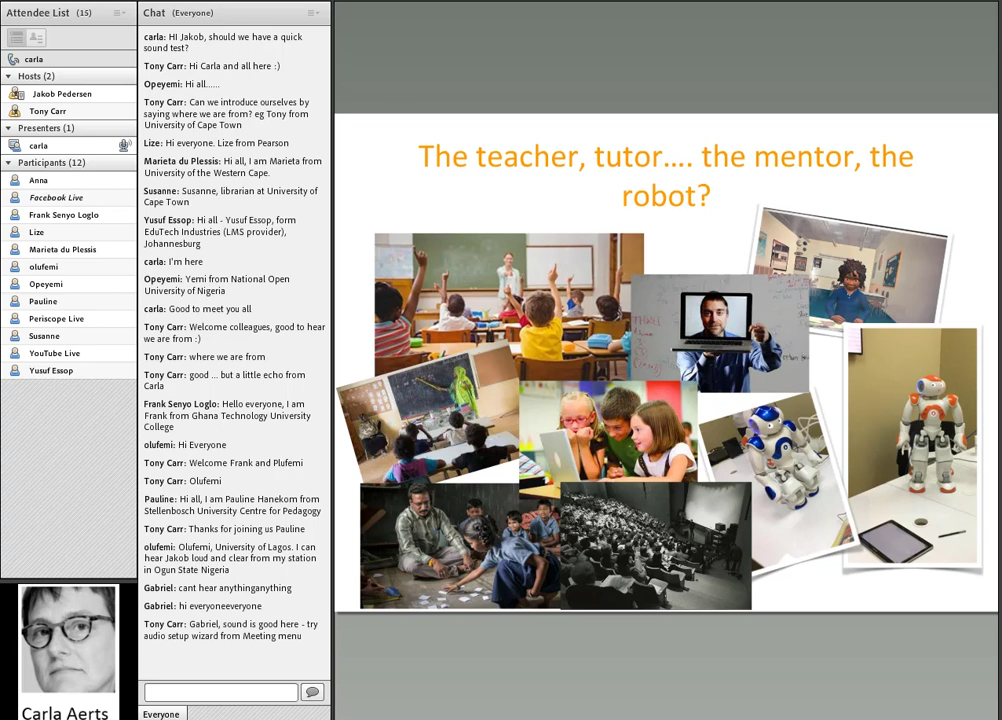 Attendee List (15)
carla
Hosts (2)
Jakob Pedersen
Tony Carr
Presenters (1)
carla
Participants (12)
Anna
Facebook Live
Frank Senyo Loglo
Lize
Marieta du Plessis
olufemi
Opeyemi
Pauline
Periscope Live
Susanne
YouTube Live
Yusuf Essop
Carla Aerts
Chat (Everyone)
carla: HI Jakob, should we have a quick
sound test?
Tony Carr: Hi Carla and all here :)
Opeyemi: Hi all......
Tony Carr: Can we introduce ourselves by
saying where we are from? eg Tony from
University of Cape Town
Lize: Hi everyone. Lize from Pearson
Marieta du Plessis: Hi all, I am Marieta from
University of the Western Cape.
Susanne: Susanne, librarian at University of
Cape Town
Yusuf Essop: Hi all - Yusuf Essop, form
EduTech Industries (LMS provider),
Johannesburg
carla: I'm here
Opeyemi: Yemi from National Open
University of Nigeria
carla: Good to meet you all
Tony Carr: Welcome colleagues, good to hear
we are from :)
Tony Carr: where we are from
Tony Carr: good ... but a little echo from
Carla
Frank Senyo Loglo: Hello everyone, I am
Frank from Ghana Technology University
College
olufemi: Hi Everyone
Tony Carr: Welcome Frank and Plufemi
Tony Carr: Olufemi
Pauline: Hi all, I am Pauline Hanekom from
Stellenbosch University Centre for Pedagogy
Tony Carr: Thanks for joining us Pauline
olufemi: Olufemi, University of Lagos. I can
hear Jakob loud and clear from my station
in Ogun State Nigeria
Gabriel: cant hear anythinganything
Gabriel: hi everyoneeveryone
Tony Carr: Gabriel, sound is good here - try
audio setup wizard from Meeting menu
Everyone
The teacher, tutor.... the mentor, the
robot?